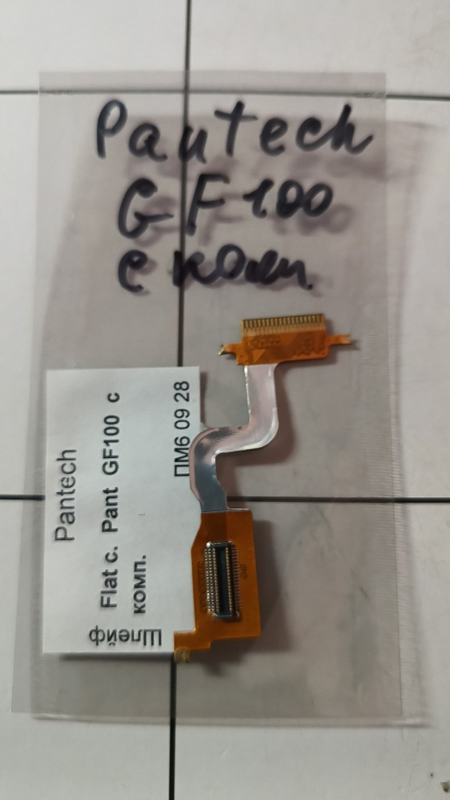 Pantech
GF100
с комп.
Pantech
Flat c. Pant GF100 с
комп.
ПМ6 09 28
Шлейф